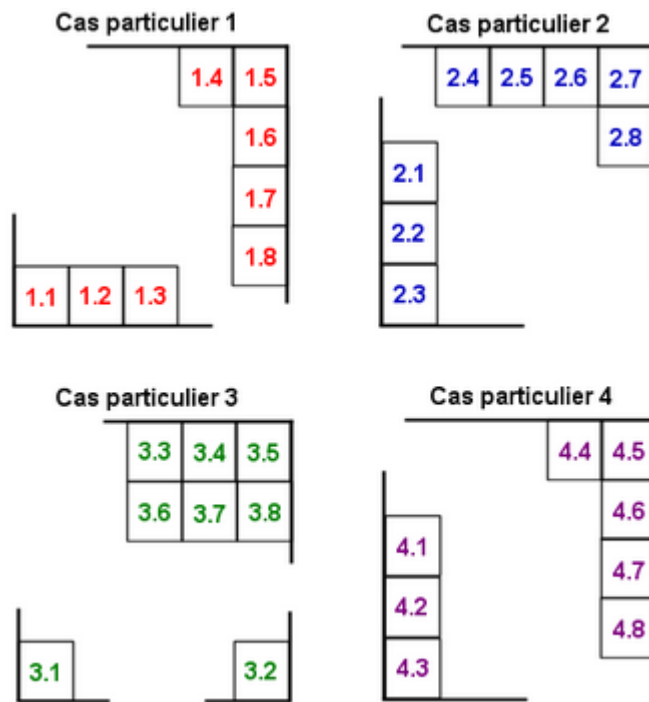 Cas particulier 1
1.4 1.5
1.6
1.7
1.8
1.1 1.2 1.3
Cas particulier 2
2.4 2.5 2.6 2.7
2.8
2.1
2.2
2.3
Cas particulier 3
3.3 3.4 3.5
3.6 3.7 3.8
3.1 3.2
Cas particulier 4
4.4 4.5
4.6
4.1
4.7
4.2
4.8
4.3